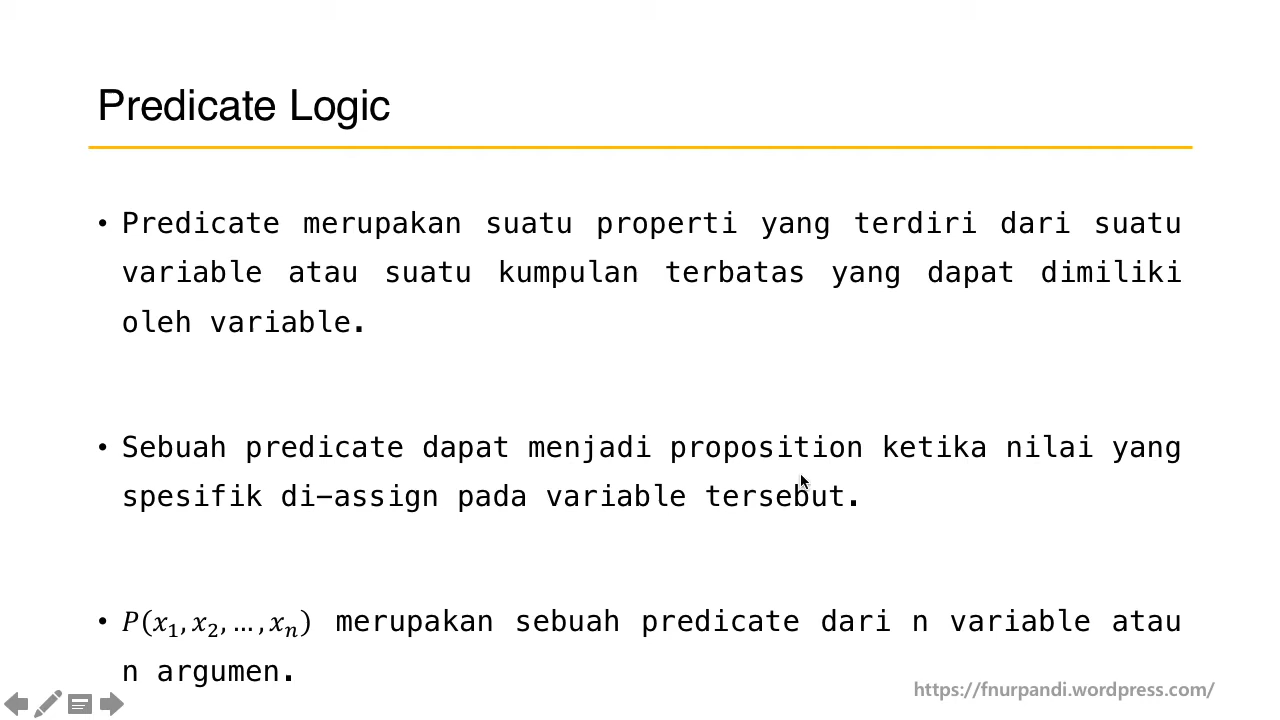 Predicate Logic
• Predicate merupakan suatu properti yang terdiri dari suatu
variable atau suatu kumpulan terbatas yang dapat dimiliki
oleh variable.
• Sebuah predicate dapat menjadi proposition ketika nilai yang
spesifik di-assign pada variable tersebut.
• 𝑃(𝑥₁, 𝑥₂, … , 𝑥ₙ) merupakan sebuah predicate dari n variable atau
n argumen.
https://fnurpandi.wordpress.com/